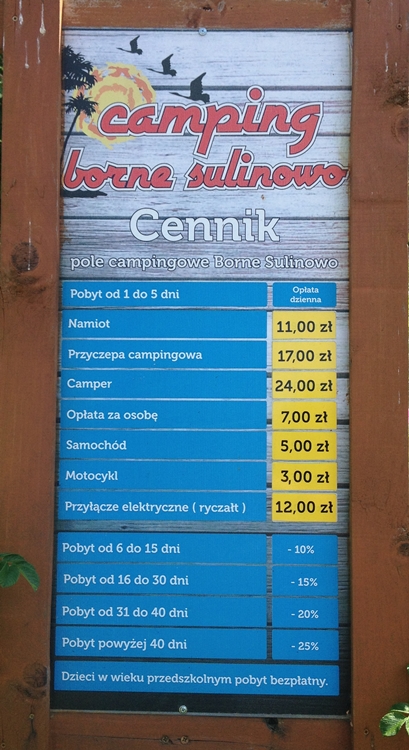 camping
borne sulinowo
Cennik
pole campingowe Borne Sulinowo
Pobyt od 1 do 5 dni Opłata dzienna
Namiot 11,00 zł
Przyczepa campingowa 17,00 zł
Camper 24,00 zł
Opłata za osobę 7,00 zł
Samochód 5,00 zł
Motocykl 3,00 zł
Przyłącze elektryczne ( ryczałt ) 12,00 zł
Pobyt od 6 do 15 dni - 10%
Pobyt od 16 do 30 dni - 15%
Pobyt od 31 do 40 dni - 20%
Pobyt powyżej 40 dni - 25%
Dzieci w wieku przedszkolnym pobyt bezpłatny.